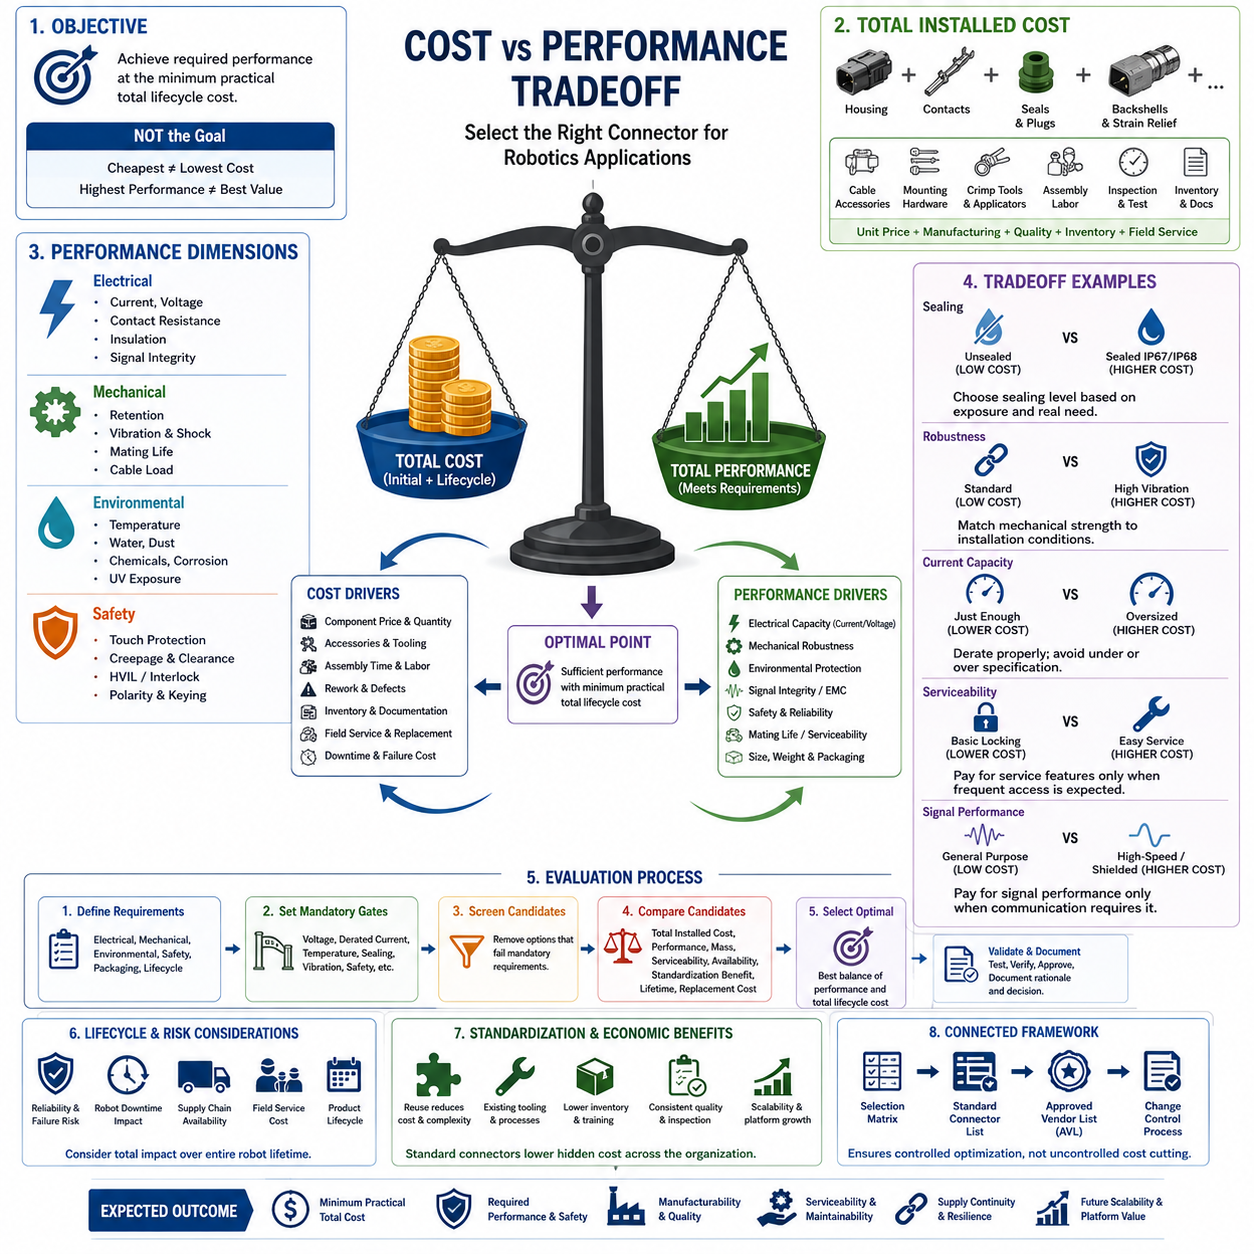 1. OBJECTIVE
Achieve required performance
at the minimum practical
total lifecycle cost.
NOT the Goal
Cheapest ≠ Lowest Cost
Highest Performance ≠ Best Value
COST vs PERFORMANCE
TRADEOFF
Select the Right Connector for
Robotics Applications
2. TOTAL INSTALLED COST
+ + + + ...
Housing
Contacts
Seals
& Plugs
Backshells
& Strain Relief
Cable
Accessories
Mounting
Hardware
Crimp Tools
& Applicators
Assembly
Labor
Inspection
& Test
Inventory
& Docs
Unit Price + Manufacturing + Quality + Inventory + Field Service
3. PERFORMANCE DIMENSIONS
Electrical
• Current, Voltage
• Contact Resistance
• Insulation
• Signal Integrity
Mechanical
• Retention
• Vibration & Shock
• Mating Life
• Cable Load
Environmental
• Temperature
• Water, Dust
• Chemicals, Corrosion
• UV Exposure
Safety
• Touch Protection
• Creepage & Clearance
• HVIL / Interlock
• Polarity & Keying
TOTAL COST
(Initial + Lifecycle)
TOTAL PERFORMANCE
(Meets Requirements)
COST DRIVERS
Component Price & Quantity
Accessories & Tooling
Assembly Time & Labor
Rework & Defects
Inventory & Documentation
Field Service & Replacement
Downtime & Failure Cost
OPTIMAL POINT
Sufficient performance
with minimum practical
total lifecycle cost
PERFORMANCE DRIVERS
Electrical Capacity (Current/Voltage)
Mechanical Robustness
Environmental Protection
Signal Integrity / EMC
Safety & Reliability
Mating Life / Serviceability
Size, Weight & Packaging
4. TRADEOFF EXAMPLES
Sealing
Unsealed
(LOW COST)
VS
Sealed IP67/IP68
(HIGHER COST)
Choose sealing level based on
exposure and real need.
Robustness
Standard
(LOW COST)
VS
High Vibration
(HIGHER COST)
Match mechanical strength to
installation conditions.
Current Capacity
Just Enough
(LOWER COST)
VS
Oversized
(HIGHER COST)
Derate properly; avoid under or
over specification.
Serviceability
Basic Locking
(LOWER COST)
VS
Easy Service
(HIGHER COST)
Pay for service features only when
frequent access is expected.
Signal Performance
General Purpose
(LOW COST)
VS
High-Speed /
Shielded (HIGHER COST)
Pay for signal performance only
when communication requires it.
5. EVALUATION PROCESS
1. Define Requirements
Electrical, Mechanical,
Environmental, Safety,
Packaging, Lifecycle
2. Set Mandatory Gates
Voltage, Derated Current,
Temperature, Sealing,
Vibration, Safety, etc.
3. Screen Candidates
Remove options that
fail mandatory
requirements.
4. Compare Candidates
Total Installed Cost,
Performance, Mass,
Serviceability, Availability,
Standardization Benefit,
Lifetime, Replacement Cost
5. Select Optimal
Best balance of
performance and
total lifecycle cost
Validate & Document
Test, Verify, Approve,
Document rationale
and decision.
6. LIFECYCLE & RISK CONSIDERATIONS
Reliability &
Failure Risk
Robot Downtime
Impact
Supply Chain
Availability
Field Service
Cost
Product
Lifecycle
Consider total impact over entire robot lifetime.
7. STANDARDIZATION & ECONOMIC BENEFITS
Reuse reduces
cost & complexity
Existing tooling
& processes
Lower inventory
& training
Consistent quality
& inspection
Scalability &
platform growth
Standard connectors lower hidden cost across the organization.
8. CONNECTED FRAMEWORK
Selection
Matrix
Standard
Connector
List
Approved
Vendor List
(AVL)
Change
Control
Process
Ensures controlled optimization, not uncontrolled cost cutting.
EXPECTED OUTCOME
Minimum Practical
Total Cost
Required
Performance & Safety
Manufacturability
& Quality
Serviceability &
Maintainability
Supply Continuity
& Resilience
Future Scalability &
Platform Value